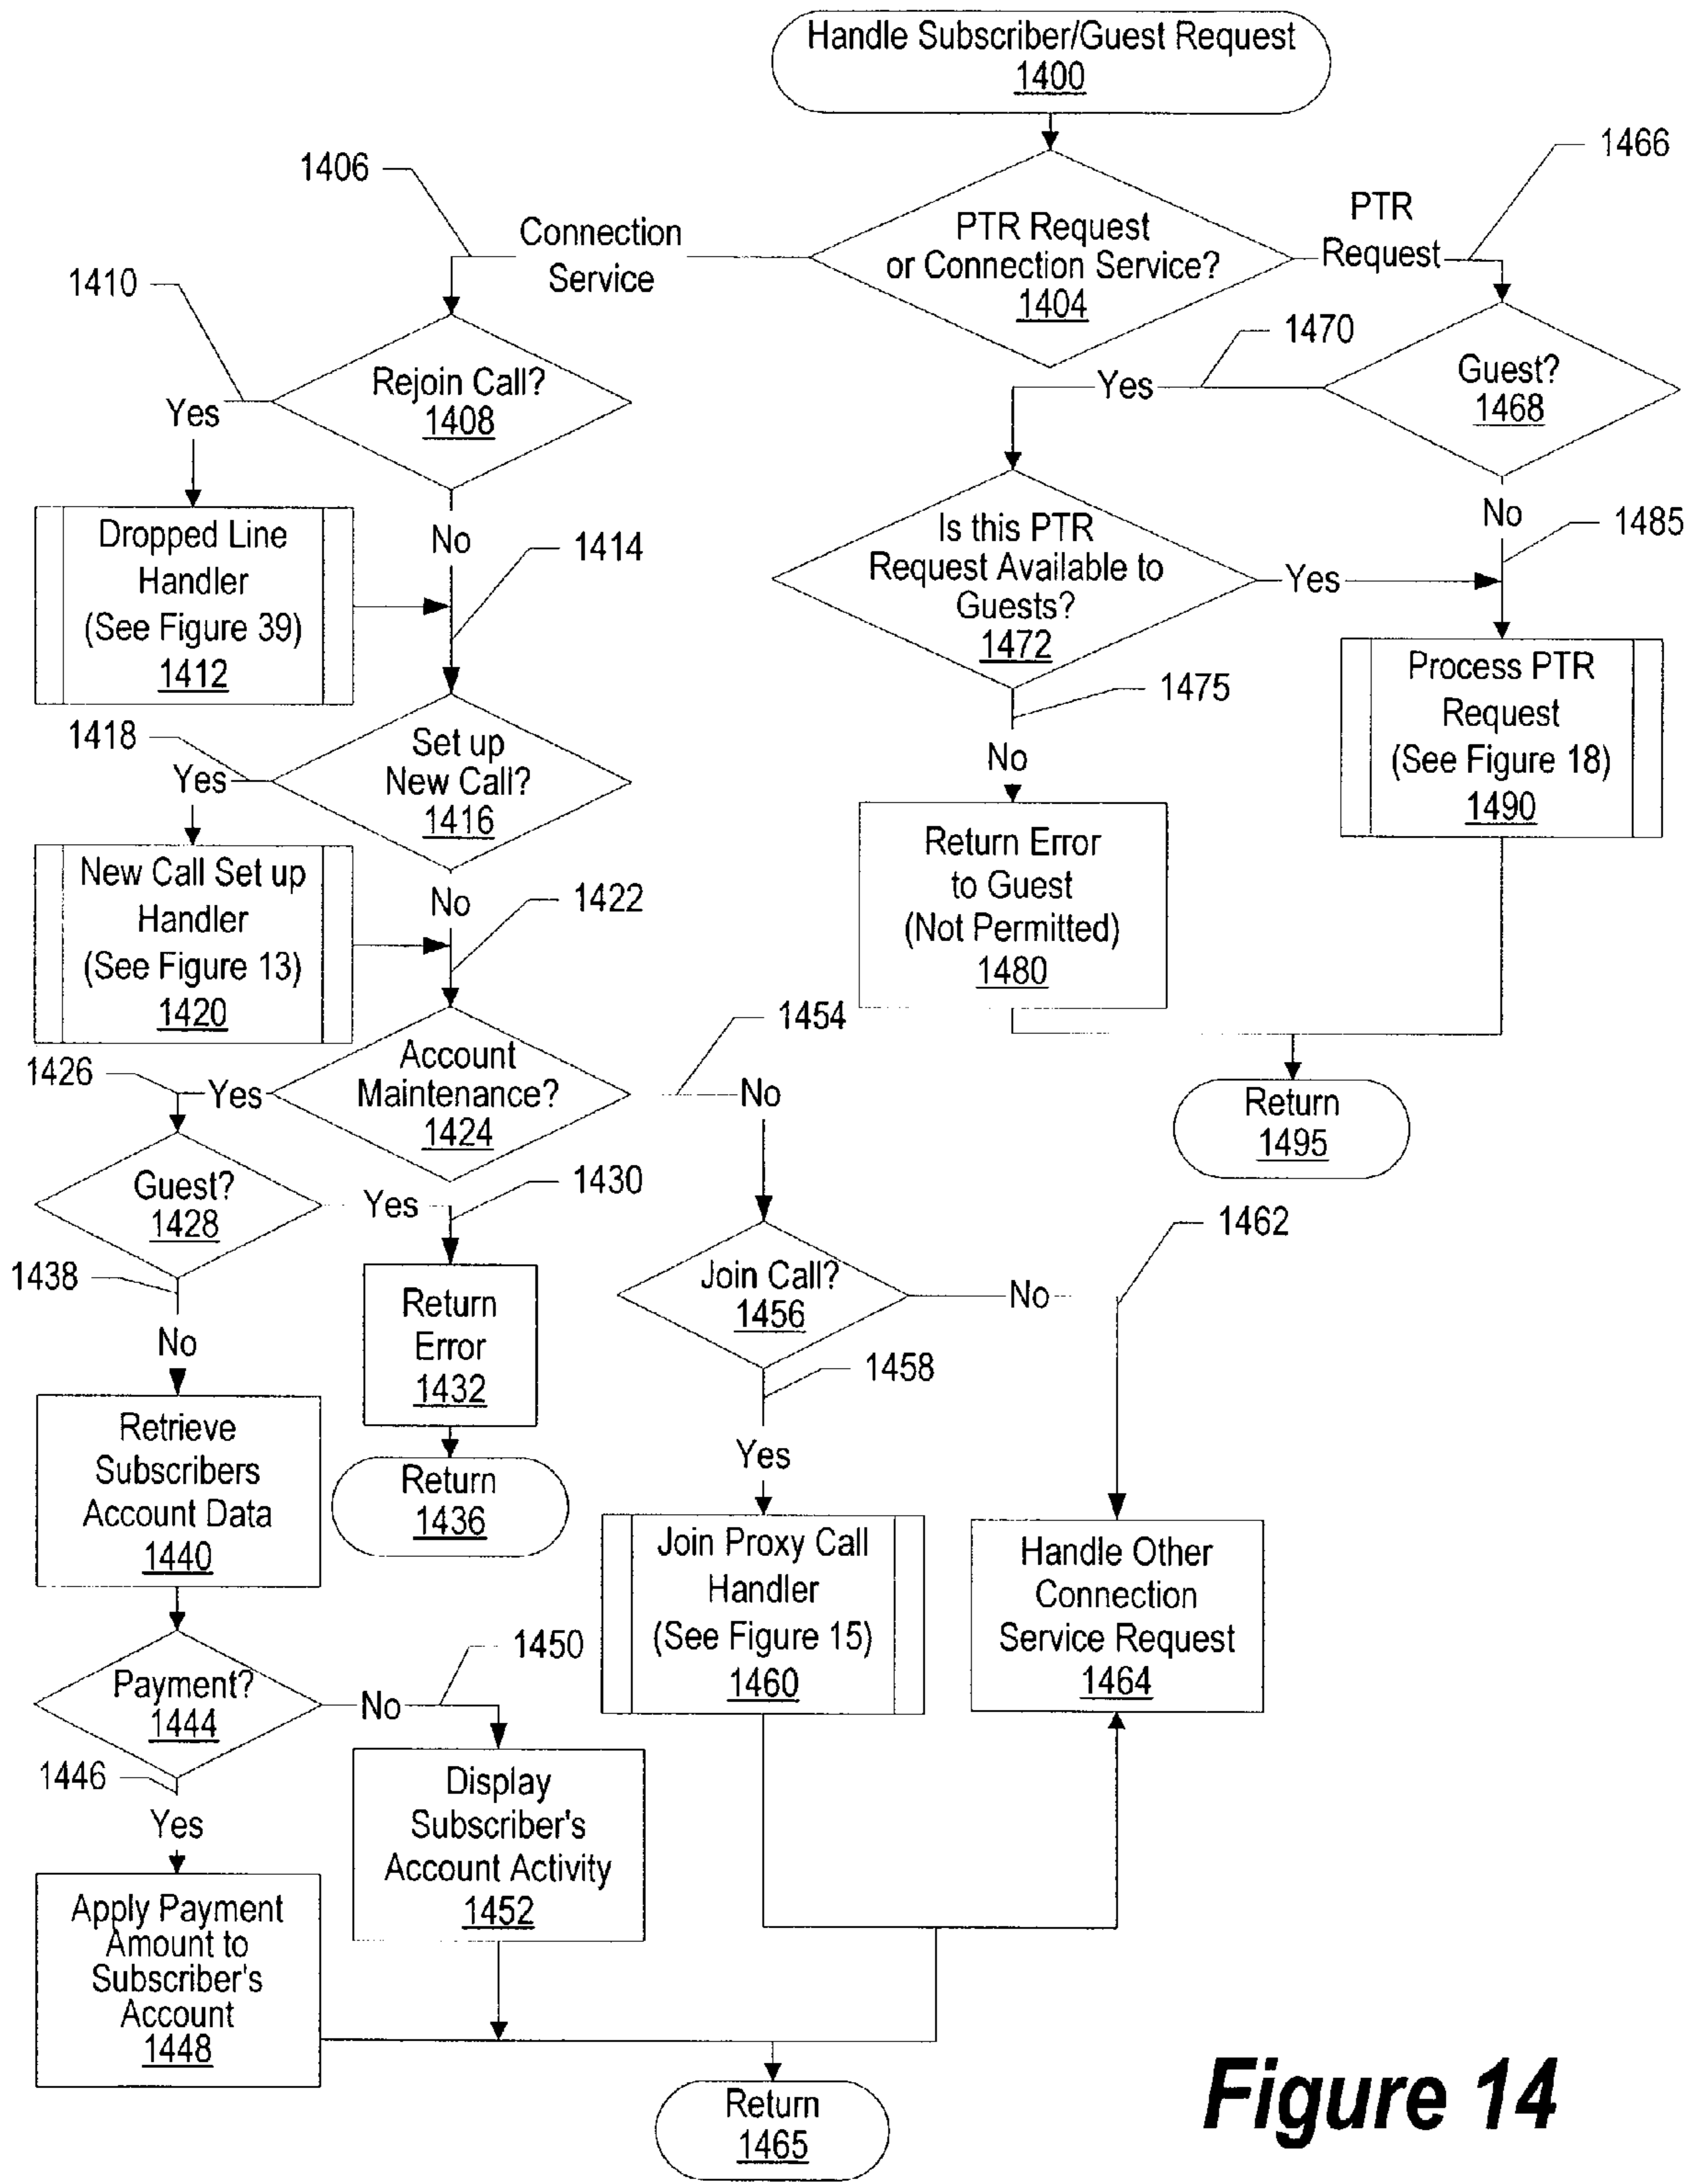 Handle Subscriber/Guest Request
1400
1466
1406
PTR
Request
Connection
Service
PTR Request
or Connection Service?
1404
1410
1470
Rejoin Call?
1408
Yes
Guest?
1468
Yes
No
1485
Dropped Line
Handler
(See Figure 39)
1412
No
1414
Is this PTR
Request Available to
Guests?
1472
Yes
1475
Process PTR
Request
(See Figure 18)
1490
1418
Set up
New Call?
1416
Yes
No
Return Error
to Guest
(Not Permitted)
1480
New Call Set up
Handler
(See Figure 13)
1420
No
1422
1454
1426
Account
Maintenance?
1424
Yes
No
Return
1495
1430
Guest?
1428
Yes
1462
1438
Join Call?
1456
No
No
Return
Error
1432
1458
Yes
Retrieve
Subscribers
Account Data
1440
Return
1436
Join Proxy Call
Handler
(See Figure 15)
1460
Handle Other
Connection
Service Request
1464
1450
Payment?
1444
No
1446
Yes
Display
Subscriber's
Account Activity
1452
Apply Payment
Amount to
Subscriber's
Account
1448
Return
1465
Figure 14